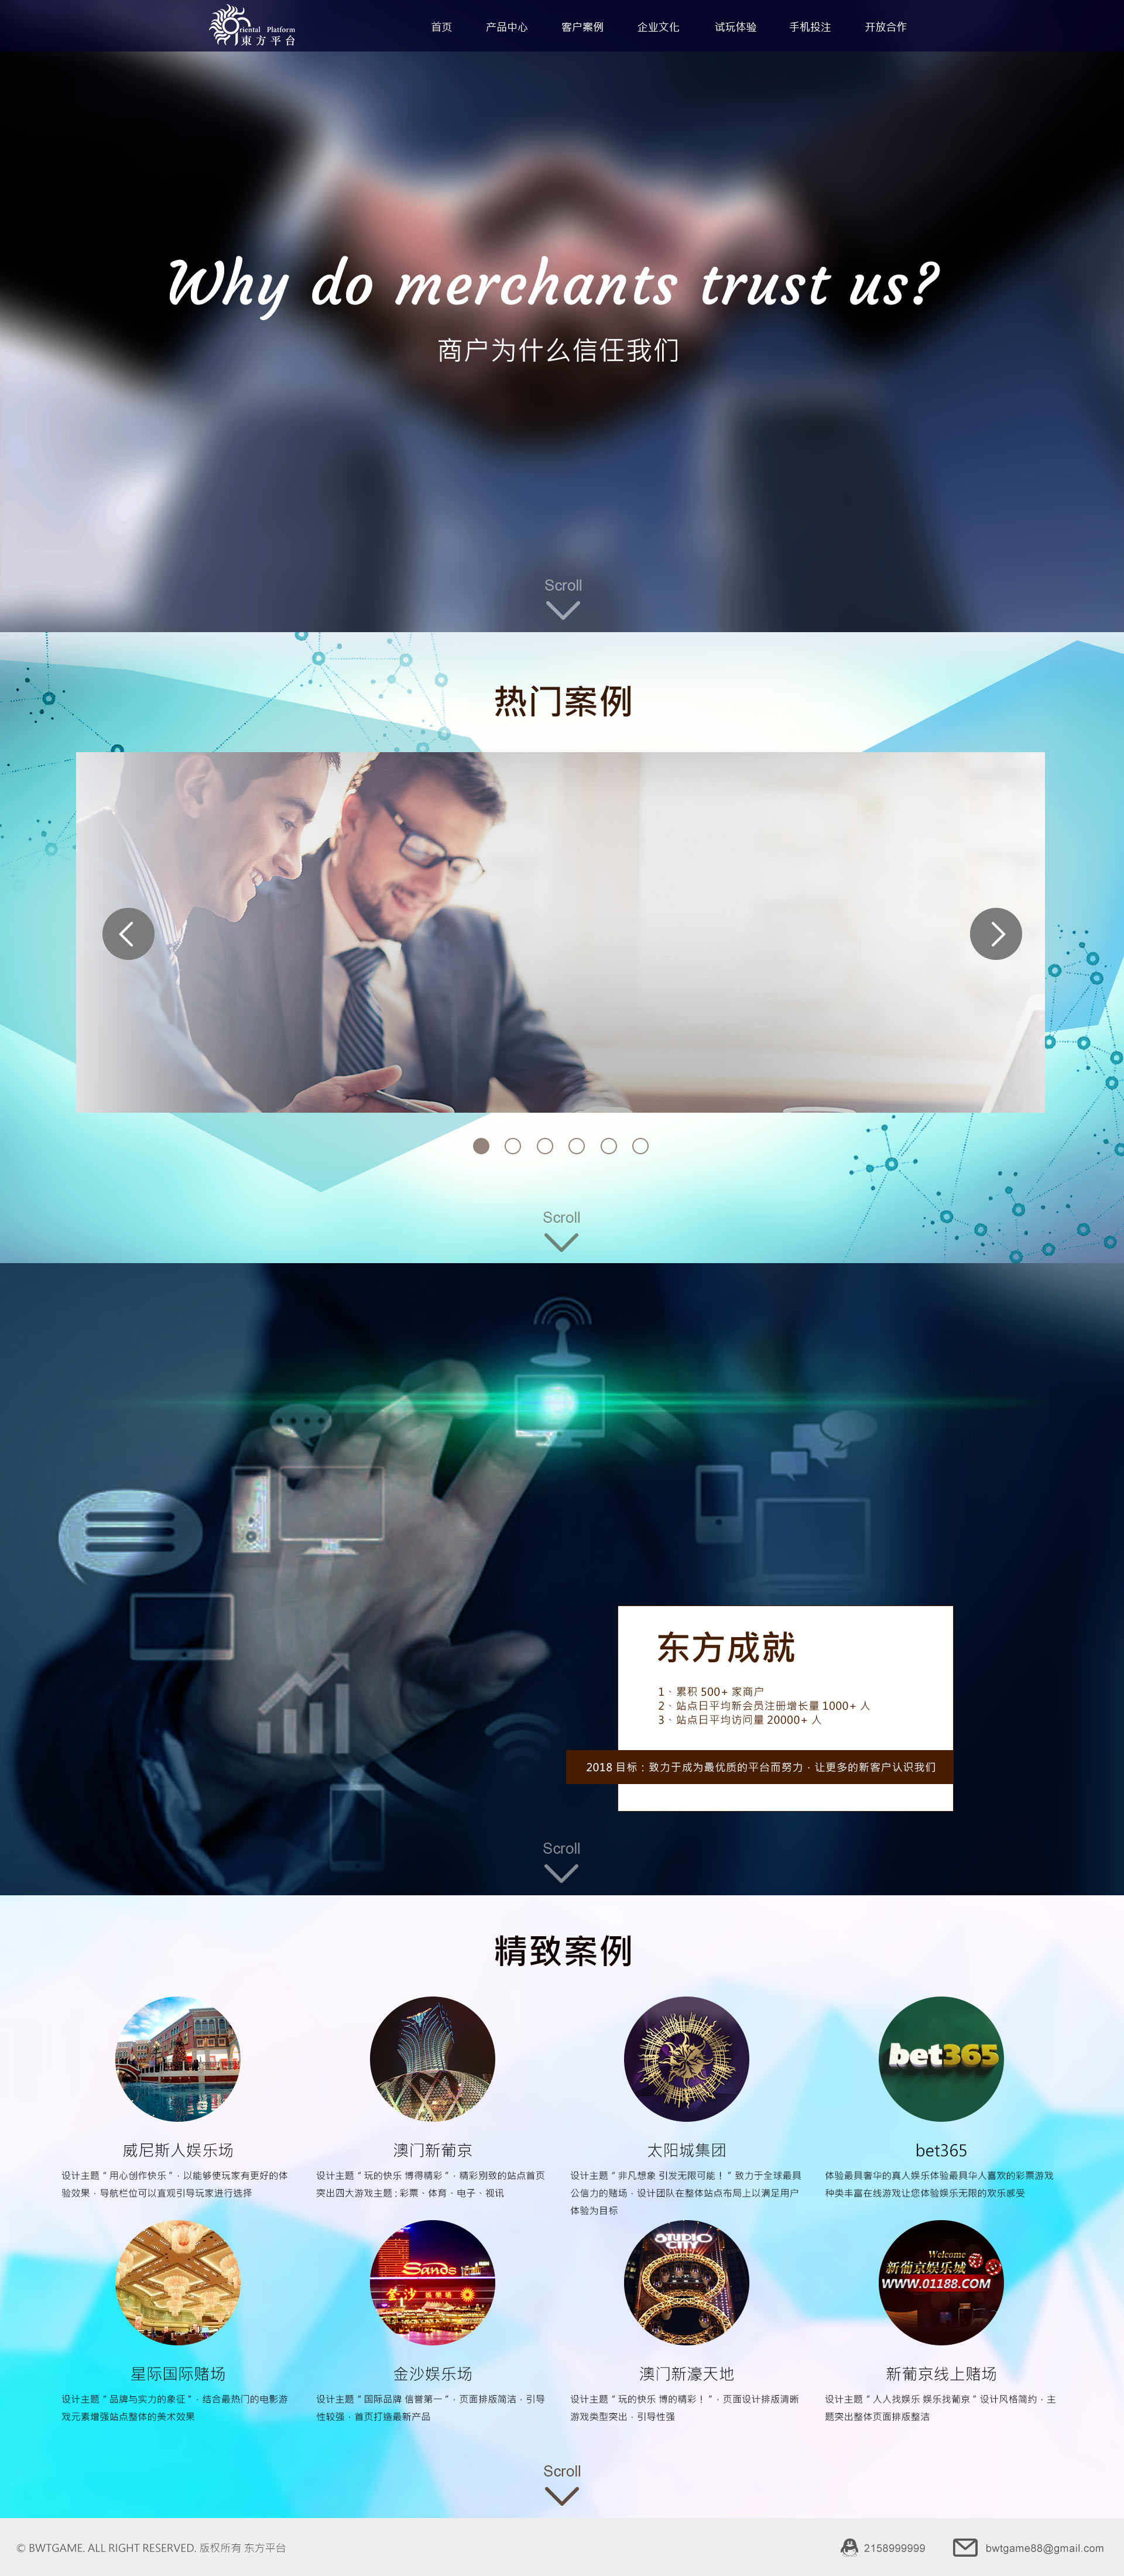 Oriental Platform
東方平台
首页 产品中心 客户案例 企业文化 试玩体验 手机投注 开放合作
Why do merchants trust us?
商户为什么信任我们
Scroll
热门案例
Scroll
东方成就
1、累积 500+ 家商户
2、站点日平均新会员注册增长量 1000+ 人
3、站点日平均访问量 20000+ 人
2018 目标：致力于成为最优质的平台而努力，让更多的新客户认识我们
Scroll
精致案例
bet365
威尼斯人娱乐场
设计主题“用心创作快乐”，以能够使玩家有更好的体
验效果，导航栏位可以直观引导玩家进行选择
澳门新葡京
设计主题“玩的快乐 博得精彩”，精彩别致的站点首页
突出四大游戏主题：彩票、体育、电子、视讯
太阳城集团
设计主题“非凡想象 引发无限可能！”致力于全球最具
公信力的赌场，设计团队在整体站点布局上以满足用户
体验为目标
bet365
体验最具奢华的真人娱乐体验最具华人喜欢的彩票游戏
种类丰富在线游戏让您体验娱乐无限的欢乐感受
Sands
金沙
STUDIO
CITY
Welcome
新葡京娱乐城
WWW.01188.COM
星际国际赌场
设计主题“品牌与实力的象征”，结合最热门的电影游
戏元素增强站点整体的美术效果
金沙娱乐场
设计主题“国际品牌 信誉第一”，页面排版简洁，引导
性较强，首页打造最新产品
澳门新濠天地
设计主题“玩的快乐 博的精彩！”，页面设计排版清晰
游戏类型突出，引导性强
新葡京线上赌场
设计主题“人人找娱乐 娱乐找葡京”设计风格简约，主
题突出整体页面排版整洁
Scroll
© BWTGAME. ALL RIGHT RESERVED. 版权所有 东方平台
2158999999
bwtgame88@gmail.com